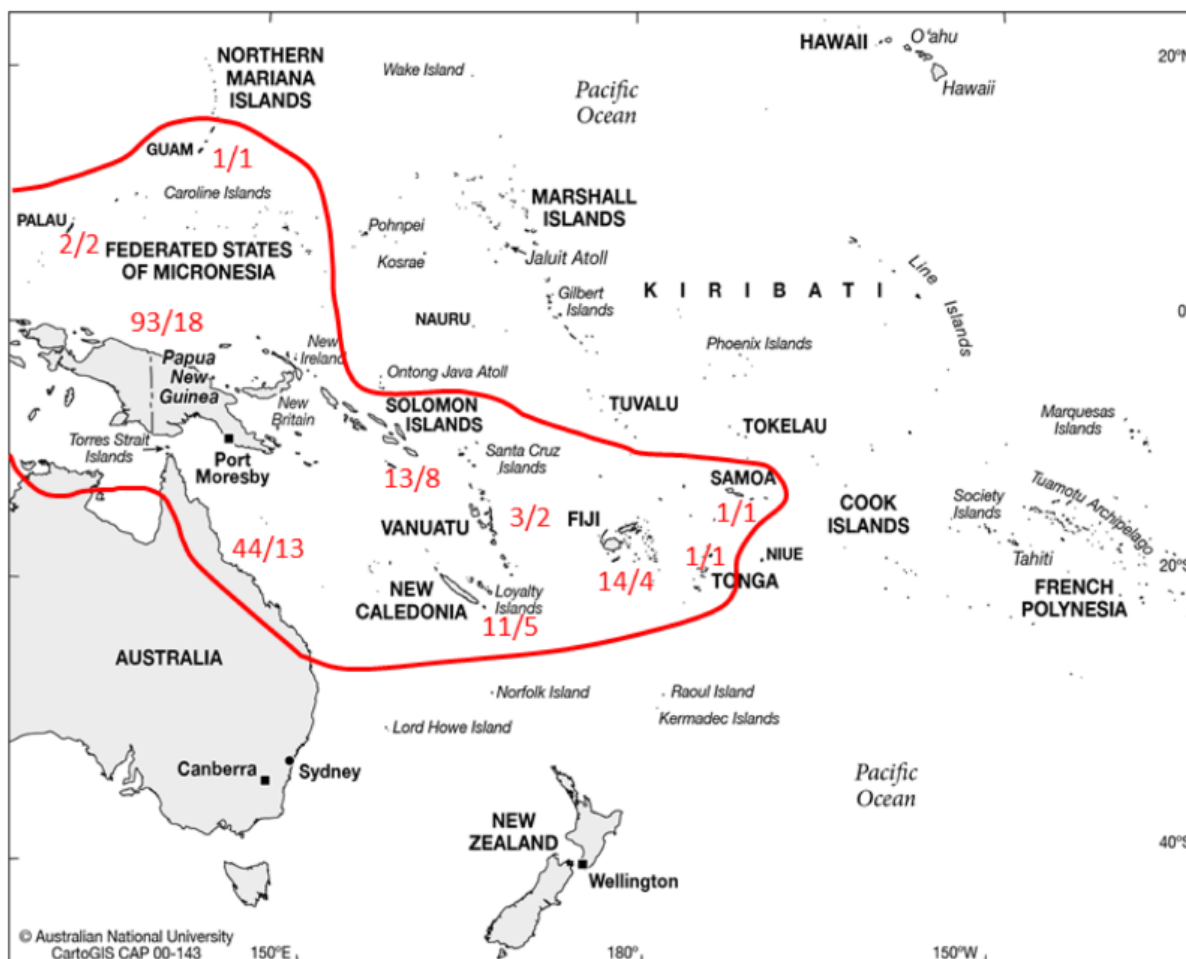 HAWAII
O'ahu
Hawaii
20°N
NORTHERN
MARIANA
ISLANDS
Wake Island
Pacific
Ocean
GUAM
1/1
Caroline Islands
MARSHALL
ISLANDS
PALAU
2/2
FEDERATED STATES
OF MICRONESIA
Pohnpei
Kosrae
Jaluit Atoll
Gilbert
Islands
KIRIBATI
Line Islands
0
93/18
NAURU
Phoenix Islands
Papua
New
Guinea
New
Ireland
Ontong Java Atoll
New
Britain
SOLOMON
ISLANDS
TUVALU
TOKELAU
Marquesas
Islands
Torres Strait
Islands
Port
Moresby
Santa Cruz
Islands
13/8
SAMOA
1/1
COOK
ISLANDS
Society
Islands
Tuamotu Archipelago
Tahiti
VANUATU
3/2
FIJI
14/4
44/13
1/1
TONGA
NIUE
20°S
FRENCH
POLYNESIA
NEW
CALEDONIA
Loyalty
Islands
11/5
AUSTRALIA
Norfolk Island
Raoul Island
Lord Howe Island
Kermadec Islands
Canberra
Sydney
Pacific
Ocean
NEW
ZEALAND
Wellington
40°S
© Australian National University
CartoGIS CAP 00-143
150°E
180°
150°W